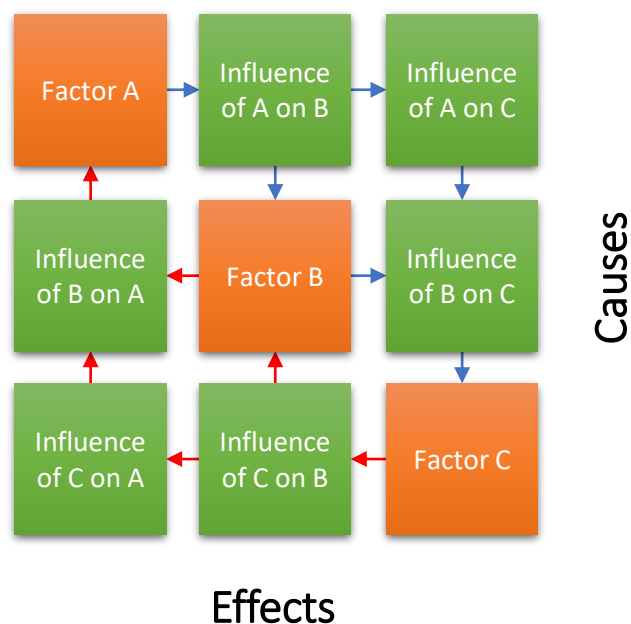 Factor A
Influence
of A on B
Influence
of A on C
Influence
of B on A
Factor B
Influence
of B on C
Causes
Influence
of C on A
Influence
of C on B
Factor C
Effects